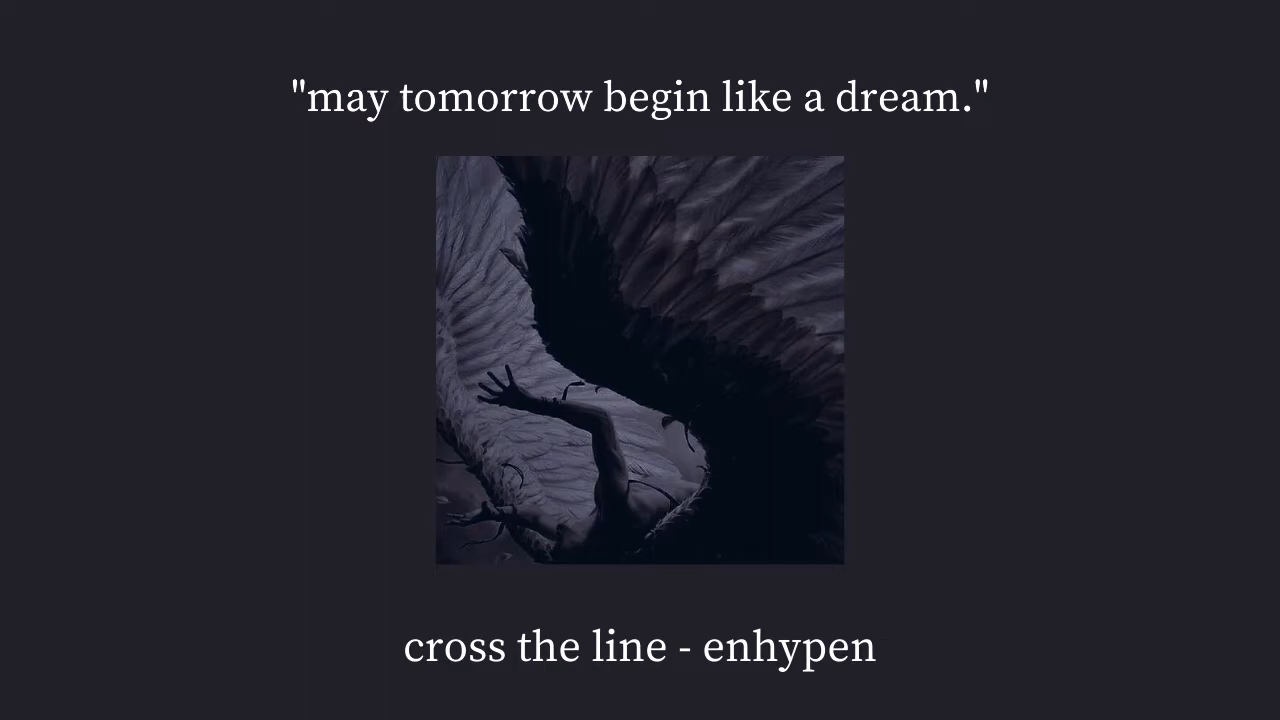 "may tomorrow begin like a dream."
cross the line - enhypen